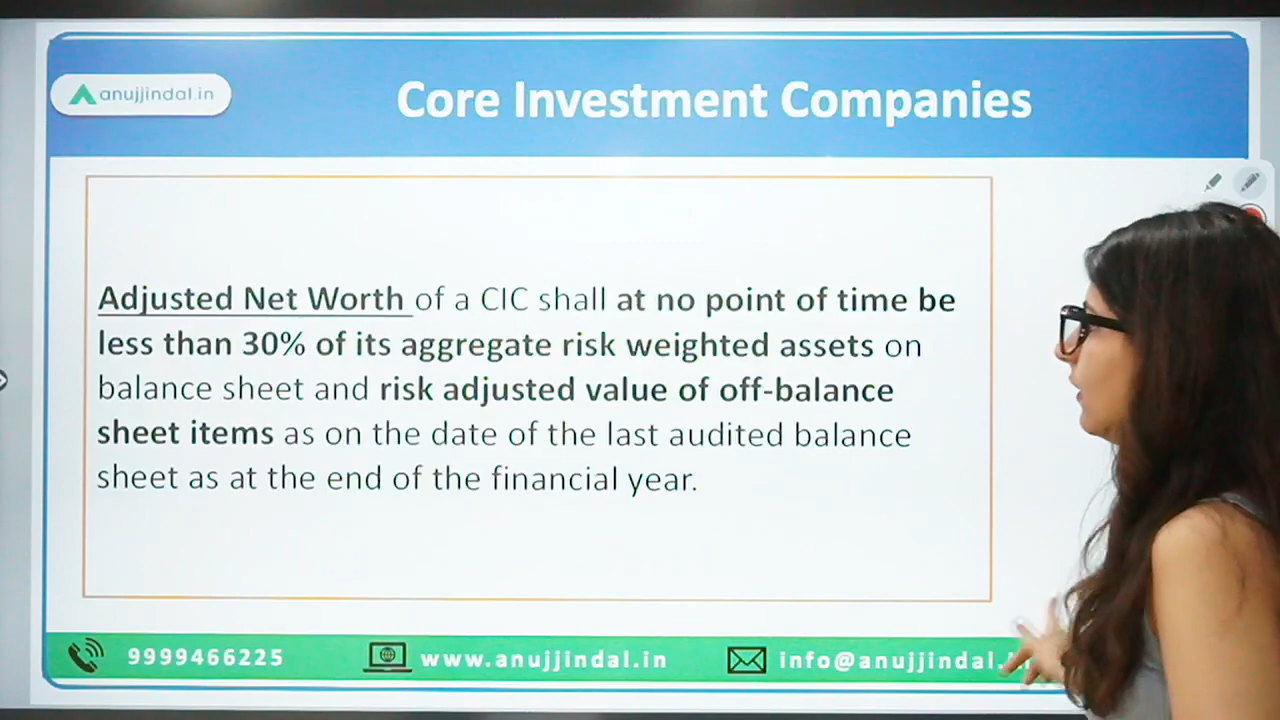 anujjindal.in
Core Investment Companies
Adjusted Net Worth of a CIC shall at no point of time be
less than 30% of its aggregate risk weighted assets on
balance sheet and risk adjusted value of off-balance
sheet items as on the date of the last audited balance
sheet as at the end of the financial year.
9999466225
www.anujjindal.in
info@anujjindal.